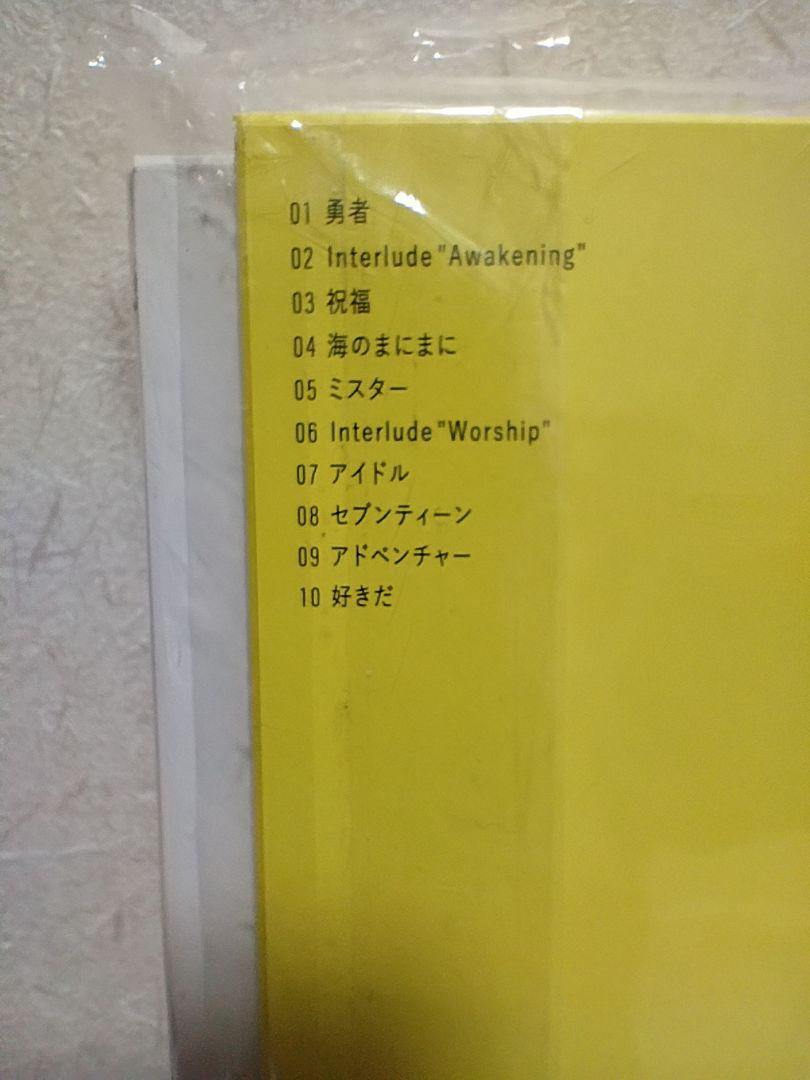 01 勇者
02 Interlude "Awakening"
03 祝福
04 海のまにまに
05 ミスター
06 Interlude "Worship"
07 アイドル
08 セブンティーン
09 アドベンチャー
10 好きだ